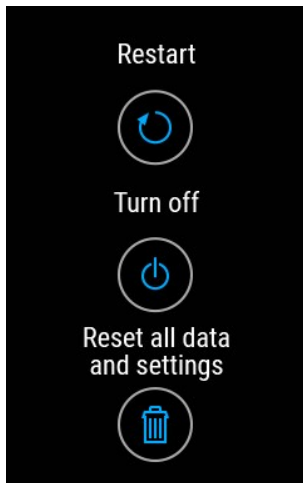 Restart
Turn off
Reset all data
and settings